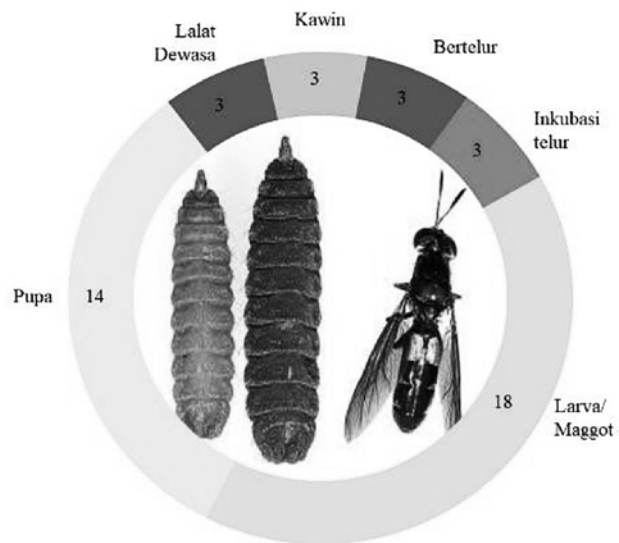 Kawin
Lalat
Dewasa
Bertelur
3
3
3
Inkubasi
telur
3
Pupa
14
18
Larva/
Maggot